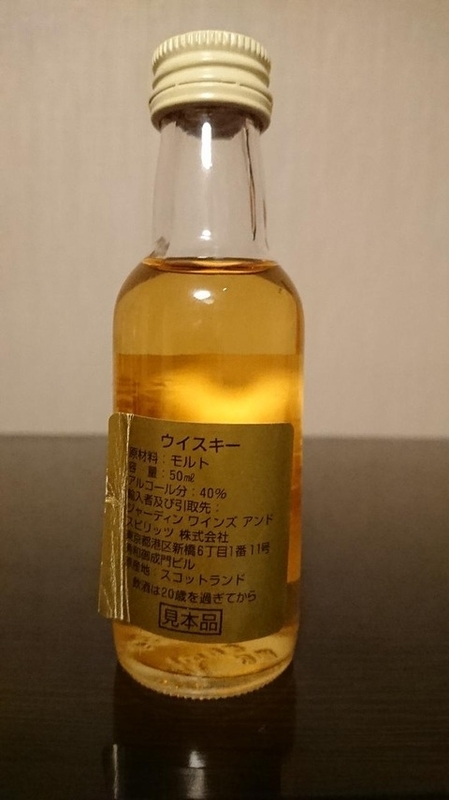 ウイスキー
原材料：モルト
容　量：50㎖
アルコール分：40%
輸入者及び引取先：
ジャーディン ワインズ アンド
スピリッツ 株式会社
東京都港区新橋6丁目1番11号
御成門ビル
原産地：スコットランド
飲酒は20歳を過ぎてから
見本品